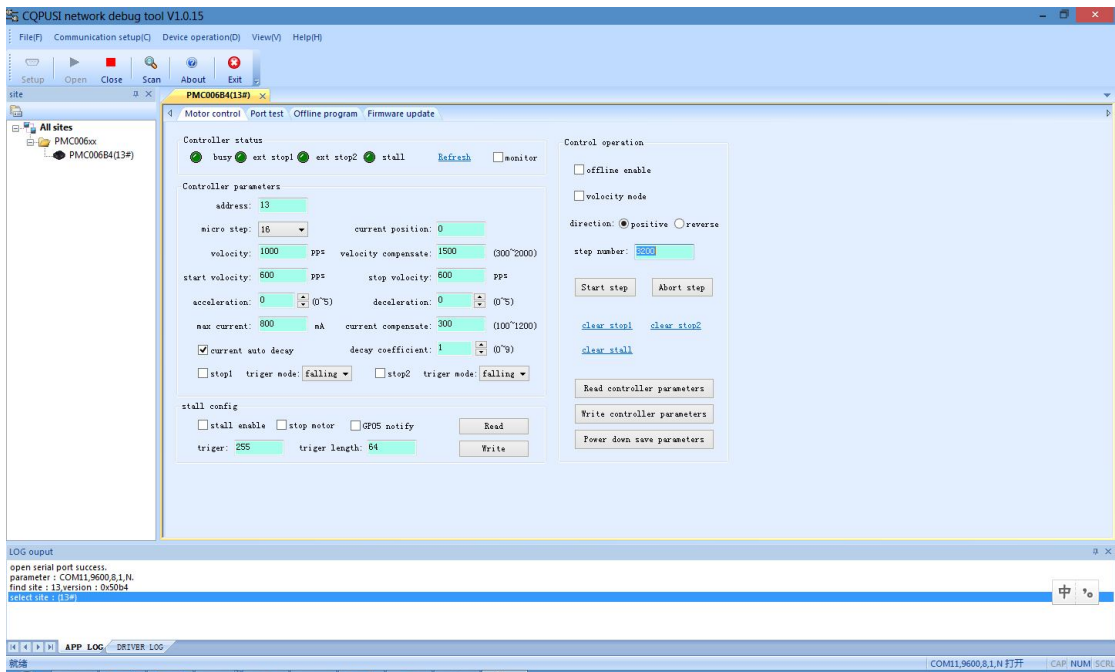 CQPUSI network debug tool V1.0.15
File(F) Communication setup(C) Device operation(D) View(V) Help(H)
Setup Open Close Scan About Exit
site
PMC006B4(13#)
Motor control Port test Offline program Firmware update
All sites
PMC006xx
PMC006B4(13#)
Controller status
busy ext stop1 ext stop2 stall Refresh monitor
Controller parameters
address: 13
micro step: 16 current position: 0
volocity: 1000 PPS velocity compensate: 1500 (300~2000)
start velocity: 600 PPS stop velocity: 600 PPS
acceleration: 0 (0~5) deceleration: 0 (0~5)
max current: 800 mA current compensate: 300 (100~1200)
current auto decay decay coefficient: 1 (0~9)
stop1 triger mode: falling stop2 triger mode: falling
stall config
stall enable stop motor GPO5 notify Read
triger: 255 triger length: 64 Write
Control operation
offline enable
volocity mode
direction: positive reverse
step number: 3200
Start step Abort step
clear stop1 clear stop2
clear stall
Read controller parameters
Write controller parameters
Power down save parameters
LOG ouput
open serial port success.
parameter : COM11,9600,8,1,N.
find site : 13,version : 0x50b4
select site : (13#)
中 °,
APP LOG DRIVER LOG
就绪
COM11,9600,8,1,N 打开 CAP NUM SCRL